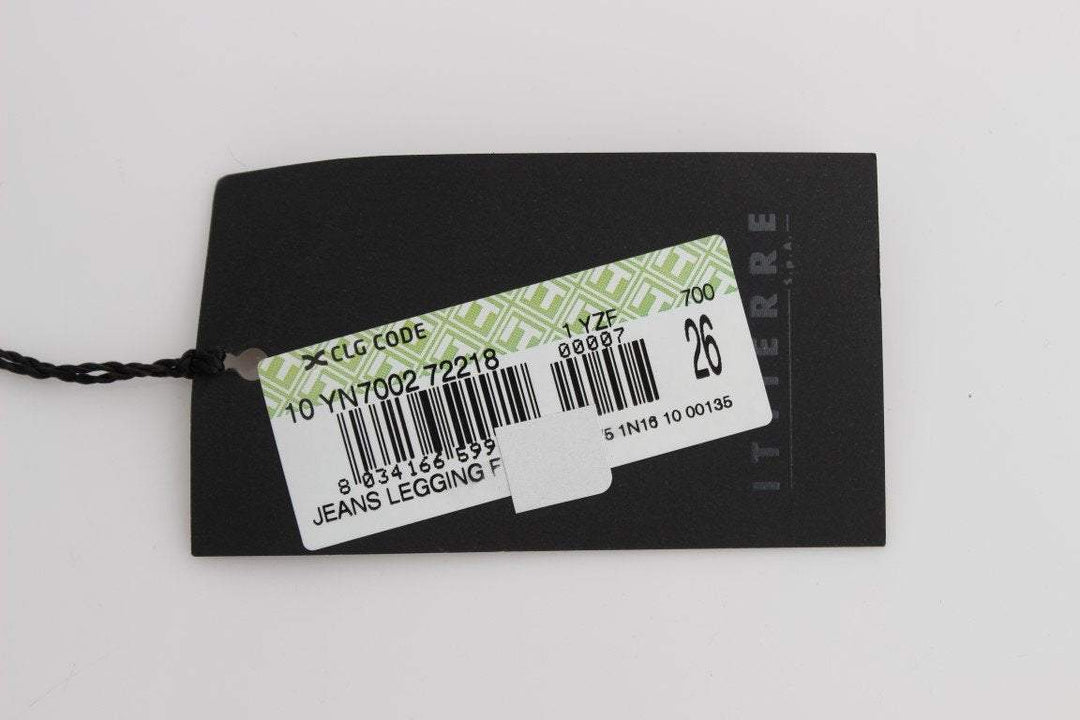 CLG CODE
10 YN7002 72218
1 YZF
700
00007
26
8 034166 599
JEANS LEGGING F
5 1N16 10 00135
ITTIERRE
S.P.A.